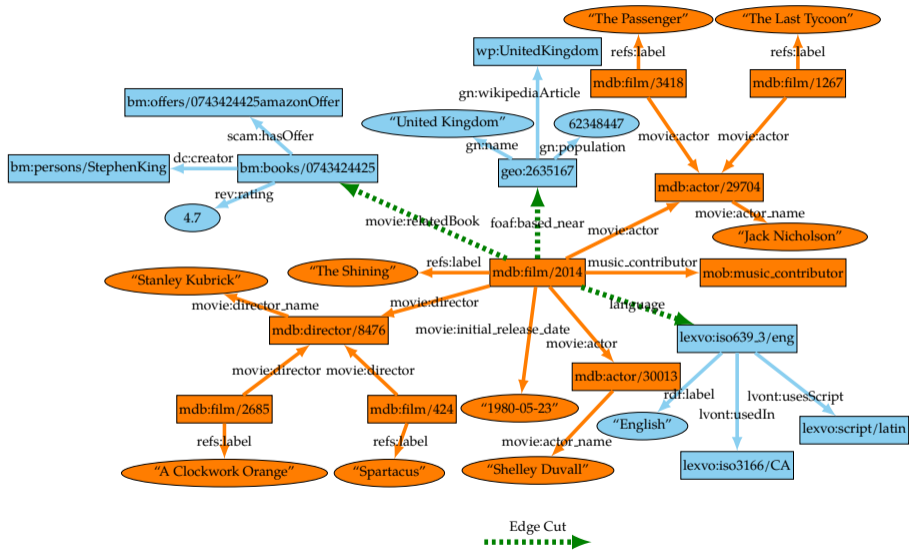 “The Passenger”
“The Last Tycoon”
wp:UnitedKingdom
refs:label
refs:label
mdb:film/3418
mdb:film/1267
gn:wikipediaArticle
bm:offers/0743424425amazonOffer
“United Kingdom”
62348447
scam:hasOffer
gn:name
gn:population
movie:actor
movie:actor
dc:creator
bm:persons/StephenKing
bm:books/0743424425
geo:2635167
mdb:actor/29704
rev:rating
4.7
movie:relatedBook
foaf:based_near
movie:actor
movie:actor_name
“Jack Nicholson”
refs:label
music_contributor
“Stanley Kubrick”
“The Shining”
mdb:film/2014
mob:music_contributor
movie:director_name
movie:director
language
mdb:director/8476
movie:initial_release_date
movie:actor
lexvo:iso639_3/eng
movie:director
movie:director
mdb:actor/30013
rdf:label
lvont:usesScript
mdb:film/2685
mdb:film/424
“1980-05-23”
lvont:usedIn
“English”
lexvo:script/latin
refs:label
refs:label
movie:actor_name
“A Clockwork Orange”
“Spartacus”
“Shelley Duvall”
lexvo:iso3166/CA
Edge Cut